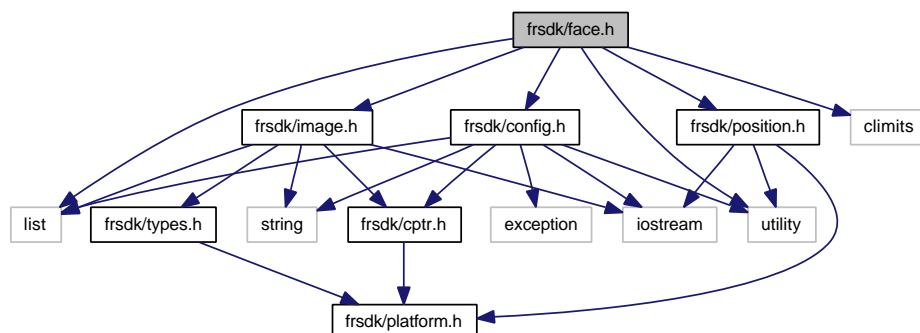 frsdk/face.h
frsdk/image.h
frsdk/config.h
frsdk/position.h
climits
list
frsdk/types.h
string
frsdk/cptr.h
exception
iostream
utility
frsdk/platform.h